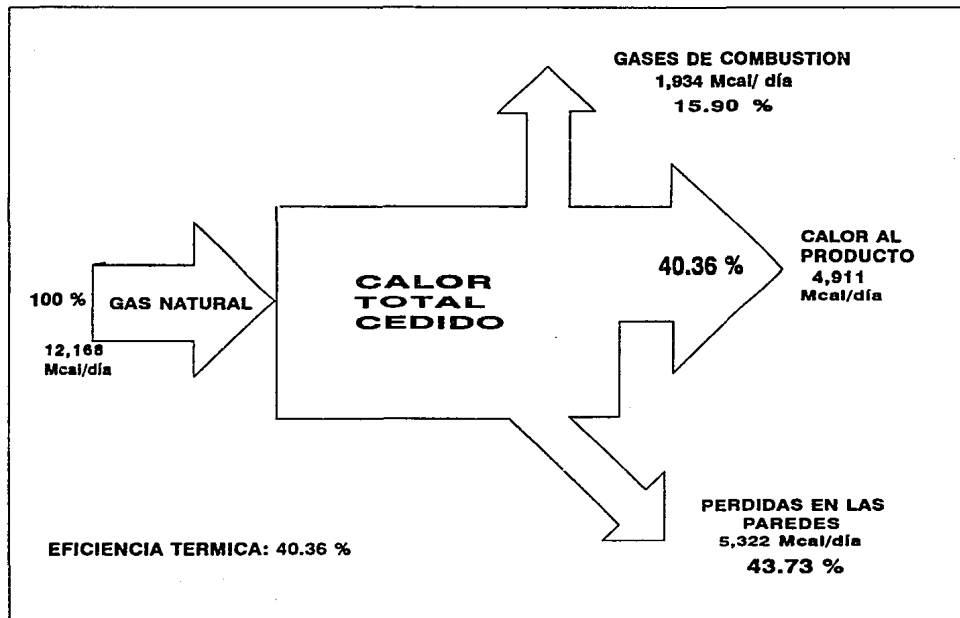 GASES DE COMBUSTION
1,934 Mcal/ día
15.90 %
CALOR AL
PRODUCTO
4,911
Mcal/día
40.36 %
CALOR
TOTAL
CEDIDO
100 %
GAS NATURAL
12,168
Mcal/día
PERDIDAS EN LAS
PAREDES
5,322 Mcal/día
43.73 %
EFICIENCIA TERMICA: 40.36 %